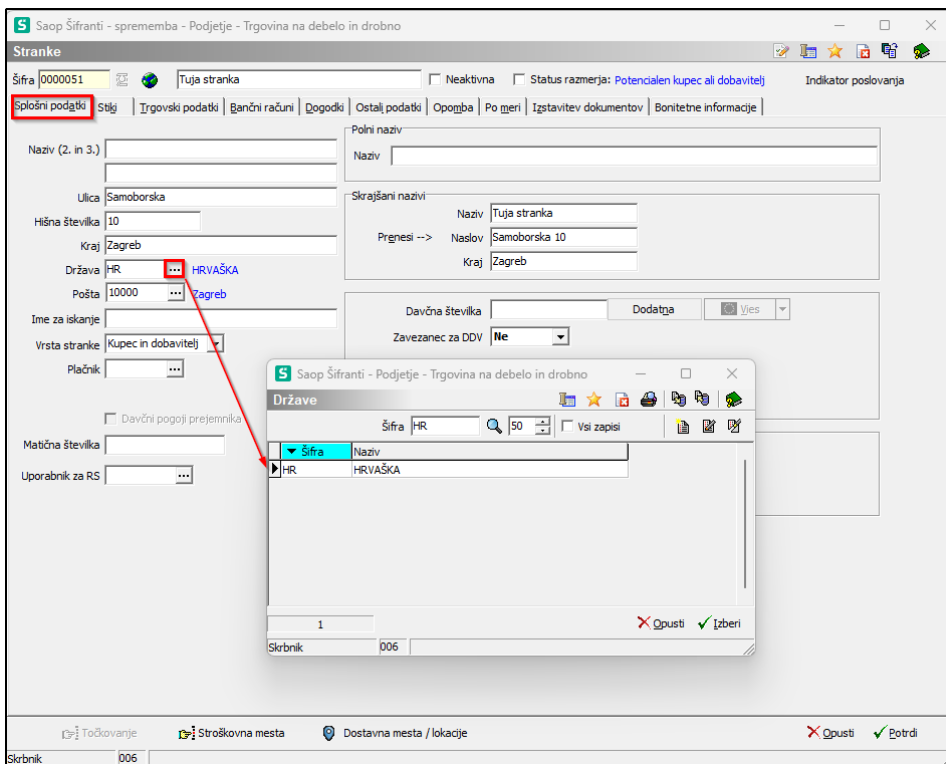 Saop Šifranti - sprememba - Podjetje - Trgovina na debelo in drobno
Stranke
Šifra 0000051 Tuja stranka Neaktivna Status razmerja: Potencialen kupec ali dobavitelj Indikator poslovanja
Splošni podatki Stiki Trgovski podatki Bančni računi Dogodki Ostali podatki Opomba Po meri Izstavitev dokumentov Bonitetne informacije
Polni naziv
Naziv (2. in 3.)
Naziv
Ulica Samoborska
Skrajšani nazivi
Naziv Tuja stranka
Hišna številka 10
Prenesi --> Naslov Samoborska 10
Kraj Zagreb
Kraj Zagreb
Država HR ... HRVAŠKA
Pošta 10000 ... Zagreb
Davčna številka Dodatna Vies
Ime za iskanje
Zavezanec za DDV Ne
Vrsta stranke Kupec in dobavitelj
Plačnik ...
Davčni pogoji prejemnika
Matična številka
Uporabnik za RS ...
Saop Šifranti - Podjetje - Trgovina na debelo in drobno
Države
Šifra HR 50 Vsi zapisi
Šifra Naziv
HR HRVAŠKA
1 Opusti Izberi
Skrbnik 006
Točkovanje Stroškovna mesta Dostavna mesta / lokacije Opusti Potrdi
Skrbnik 006